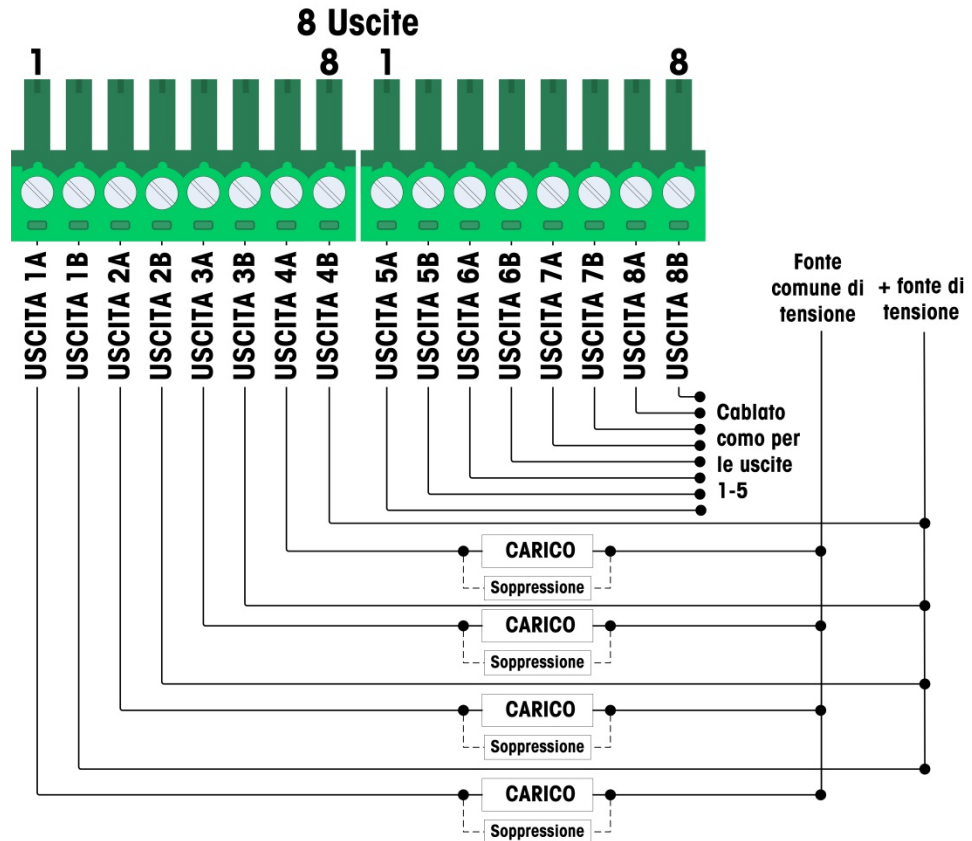 8 Uscite
1
8
1
8
USCITA 1A
USCITA 1B
USCITA 2A
USCITA 2B
USCITA 3A
USCITA 3B
USCITA 4A
USCITA 4B
USCITA 5A
USCITA 5B
USCITA 6A
USCITA 6B
USCITA 7A
USCITA 7B
USCITA 8A
USCITA 8B
Fonte
comune di
tensione
+ fonte di
tensione
Cablato
como per
le uscite
1-5
CARICO
Soppressione
CARICO
Soppressione
CARICO
Soppressione
CARICO
Soppressione